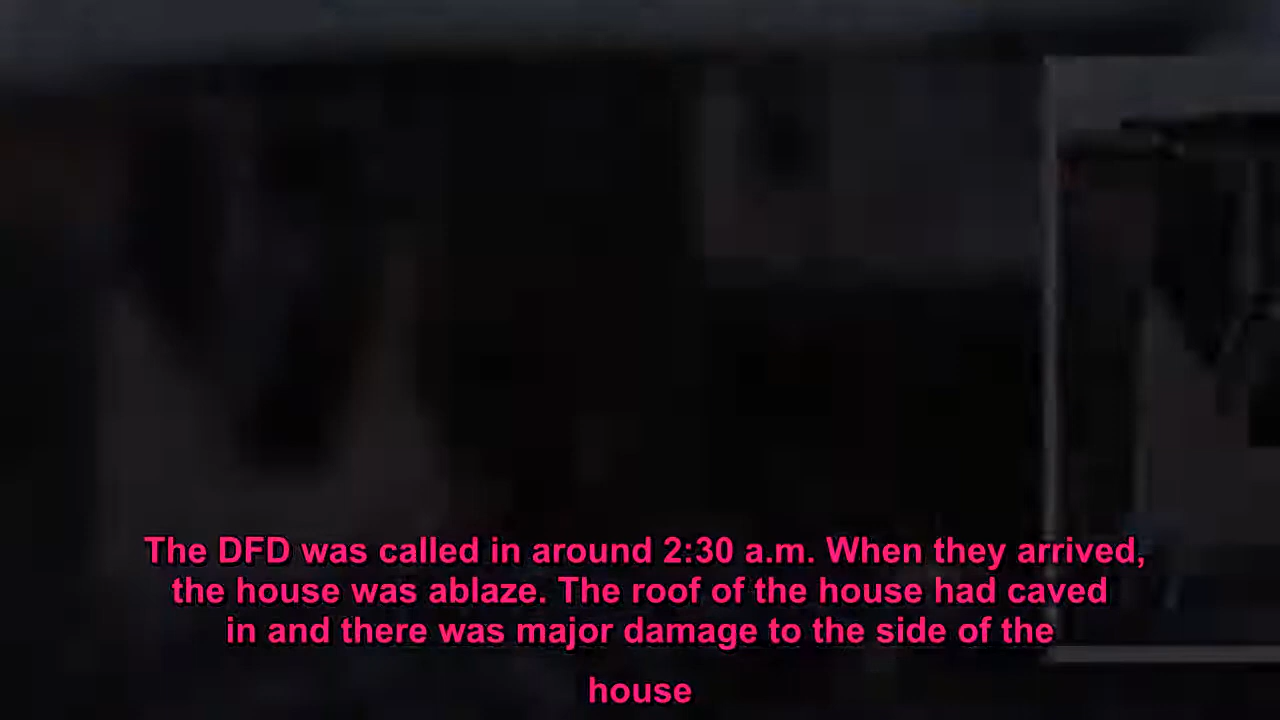 The DFD was called in around 2:30 a.m. When they arrived,
the house was ablaze. The roof of the house had caved
in and there was major damage to the side of the
house